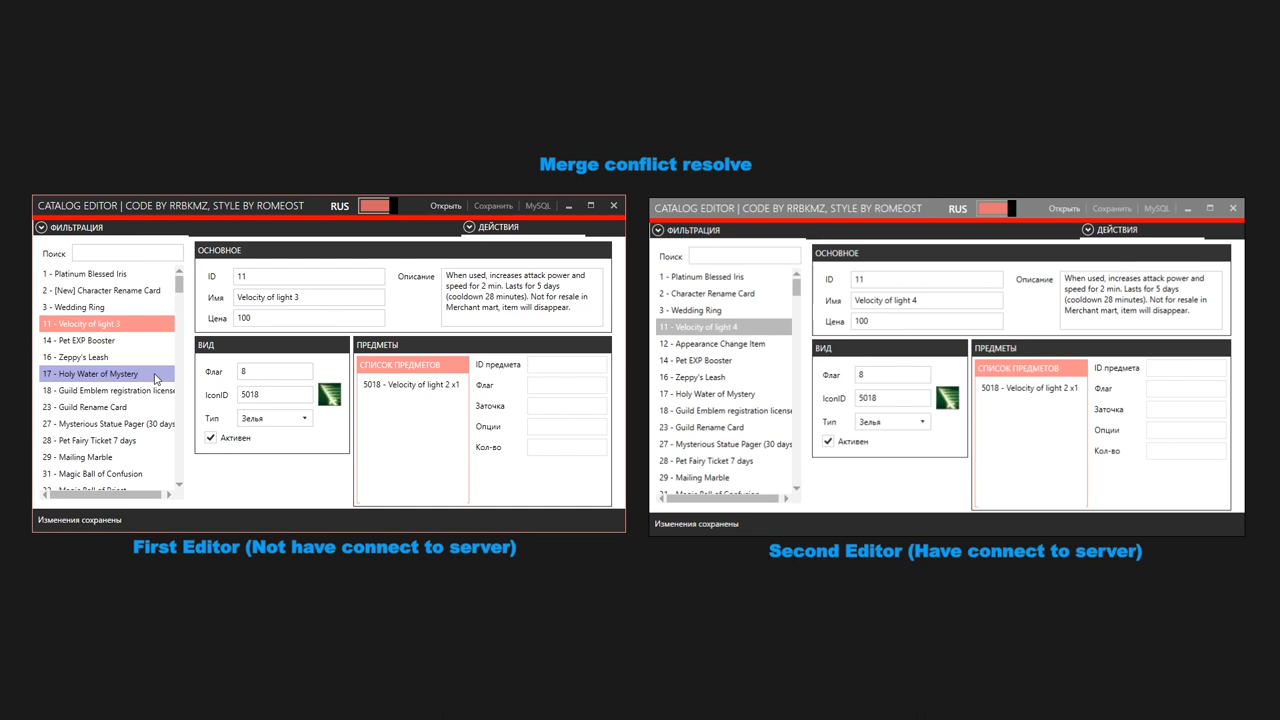 Merge conflict resolve
CATALOG EDITOR | CODE BY RRBKMZ, STYLE BY ROMEOST
RUS
Открыть
Сохранить
MySQL
ФИЛЬТРАЦИЯ
ДЕЙСТВИЯ
Поиск
1 - Platinum Blessed Iris
2 - [New] Character Rename Card
3 - Wedding Ring
11 - Velocity of light 3
14 - Pet EXP Booster
16 - Zeppy's Leash
17 - Holy Water of Mystery
18 - Guild Emblem registration license
23 - Guild Rename Card
27 - Mysterious Statue Pager (30 days
28 - Pet Fairy Ticket 7 days
29 - Mailing Marble
31 - Magic Ball of Confusion
ОСНОВНОЕ
ID
11
Имя
Velocity of light 3
Цена
100
Описание
When used, increases attack power and
speed for 2 min. Lasts for 5 days
(cooldown 28 minutes). Not for resale in
Merchant mart, item will disappear.
ВИД
Флаг
8
IconID
5018
Тип
Зелья
Активен
ПРЕДМЕТЫ
СПИСОК ПРЕДМЕТОВ
5018 - Velocity of light 2 x1
ID предмета
Флаг
Заточка
Опции
Кол-во
Изменения сохранены
First Editor (Not have connect to server)
CATALOG EDITOR | CODE BY RRBKMZ, STYLE BY ROMEOST
RUS
Открыть
Сохранить
MySQL
ФИЛЬТРАЦИЯ
ДЕЙСТВИЯ
Поиск
1 - Platinum Blessed Iris
2 - Character Rename Card
3 - Wedding Ring
11 - Velocity of light 4
12 - Appearance Change Item
14 - Pet EXP Booster
16 - Zeppy's Leash
17 - Holy Water of Mystery
18 - Guild Emblem registration license
23 - Guild Rename Card
27 - Mysterious Statue Pager (30 days
28 - Pet Fairy Ticket 7 days
29 - Mailing Marble
31 - Magic Ball of Confusion
ОСНОВНОЕ
ID
11
Имя
Velocity of light 4
Цена
100
Описание
When used, increases attack power and
speed for 2 min. Lasts for 5 days
(cooldown 28 minutes). Not for resale in
Merchant mart, item will disappear.
ВИД
Флаг
8
IconID
5018
Тип
Зелья
Активен
ПРЕДМЕТЫ
СПИСОК ПРЕДМЕТОВ
5018 - Velocity of light 2 x1
ID предмета
Флаг
Заточка
Опции
Кол-во
Изменения сохранены
Second Editor (Have connect to server)